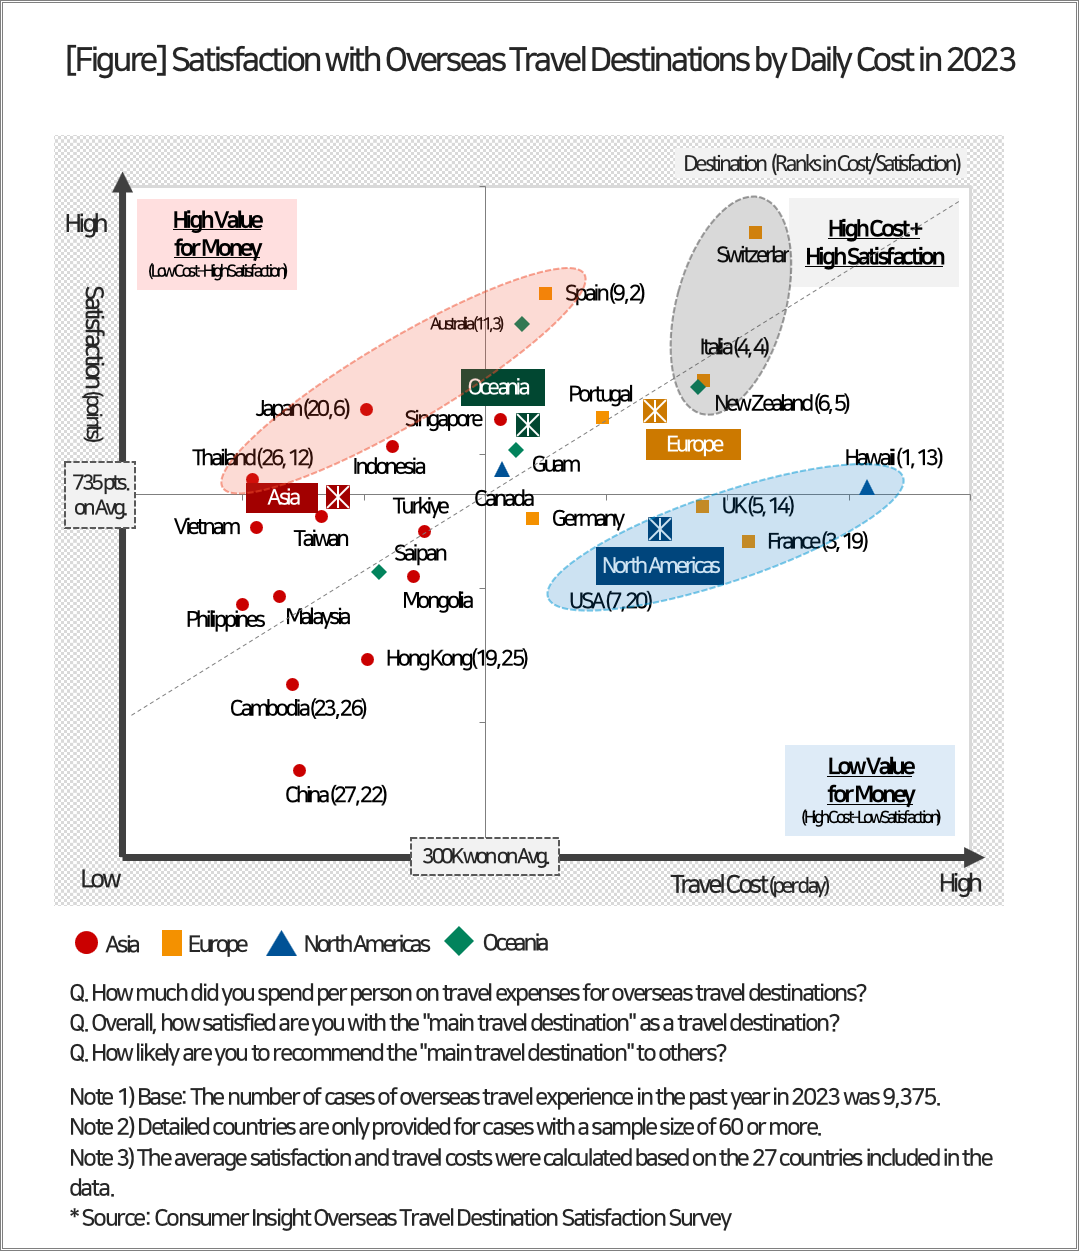 [Figure] Satisfaction with Overseas Travel Destinations by Daily Cost in 2023
Destination (Ranks in Cost/Satisfaction)
High
High Value
for Money
(Low Cost+High Satisfaction)
High Cost +
High Satisfaction
Switzerlan
Satisfaction (points)
Spain (9, 2)
Australia (11, 3)
Italia (4, 4)
Oceania
Portugal
New Zealand (6, 5)
Japan (20, 6)
Singapore
Europe
Thailand (26, 12)
Indonesia
Guam
Hawaii (1, 13)
735 pts.
on Avg.
Asia
Turkiye
Canada
UK (5, 14)
Vietnam
Taiwan
Germany
France (3, 19)
Saipan
North Americas
Mongolia
USA (7,20)
Philippines
Malaysia
Hong Kong (19, 25)
Cambodia (23, 26)
China (27, 22)
Low Value
for Money
(High Cost-Low Satisfaction)
300K won on Avg.
Low
Travel Cost (per day)
High
Asia
Europe
North Americas
Oceania
Q. How much did you spend per person on travel expenses for overseas travel destinations?
Q. Overall, how satisfied are you with the "main travel destination" as a travel destination?
Q. How likely are you to recommend the "main travel destination" to others?
Note 1) Base: The number of cases of overseas travel experience in the past year in 2023 was 9,375.
Note 2) Detailed countries are only provided for cases with a sample size of 60 or more.
Note 3) The average satisfaction and travel costs were calculated based on the 27 countries included in the
data.
* Source: Consumer Insight Overseas Travel Destination Satisfaction Survey